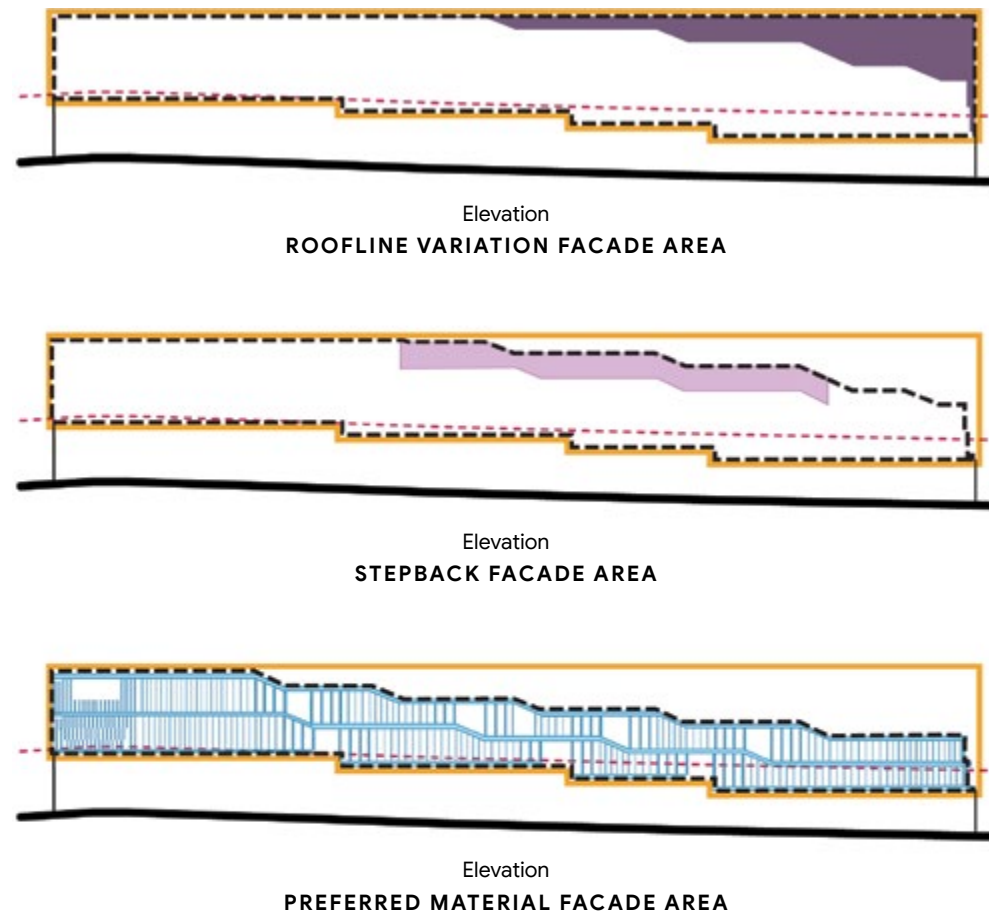 Elevation
ROOFLINE VARIATION FACADE AREA
Elevation
STEPBACK FACADE AREA
Elevation
PREFERRED MATERIAL FACADE AREA